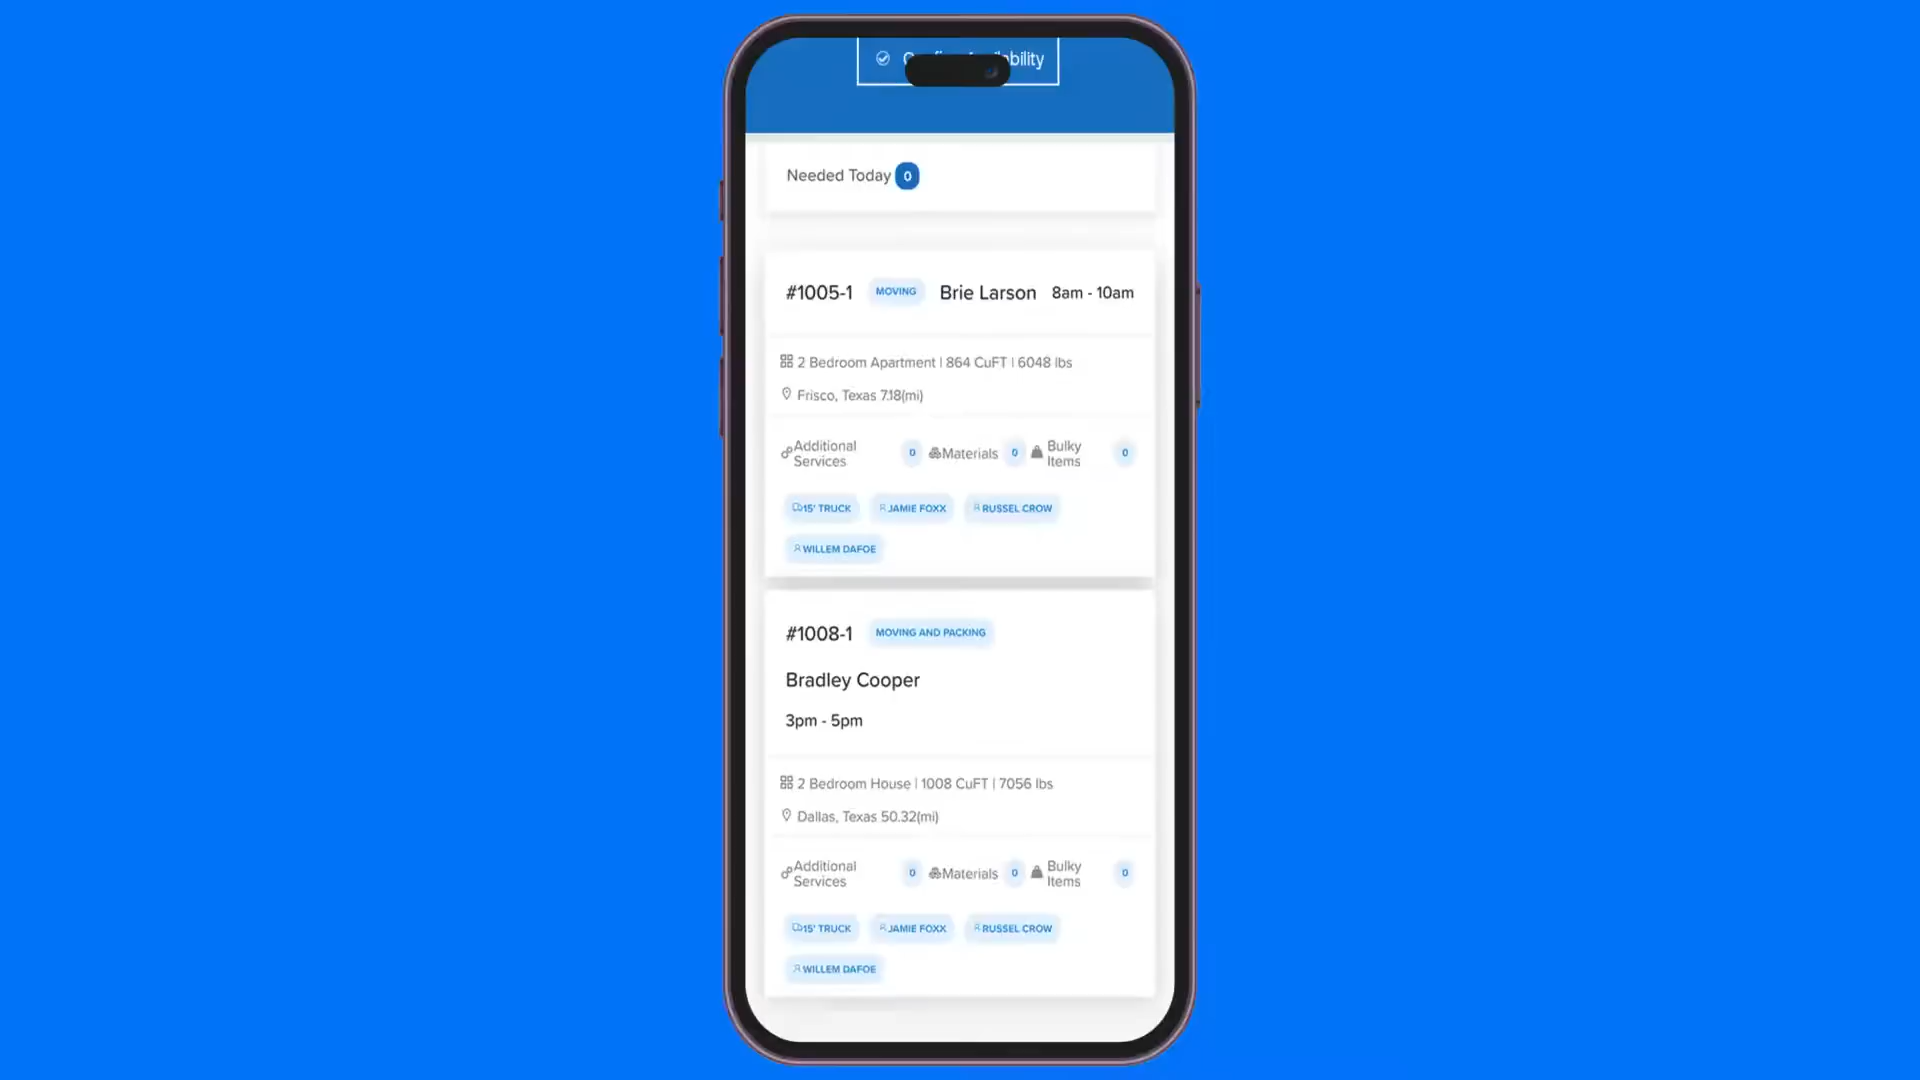 Needed Today 0
#1005-1 MOVING Brie Larson 8am - 10am
2 Bedroom Apartment | 864 CuFT | 6048 lbs
Frisco, Texas 7.18(mi)
Additional Services 0 Materials 0 Bulky Items 0
15' TRUCK JAMIE FOXX RUSSEL CROW
WILLEM DAFOE
#1008-1 MOVING AND PACKING
Bradley Cooper
3pm - 5pm
2 Bedroom House | 1008 CuFT | 7056 lbs
Dallas, Texas 50.32(mi)
Additional Services 0 Materials 0 Bulky Items 0
15' TRUCK JAMIE FOXX RUSSEL CROW
WILLEM DAFOE